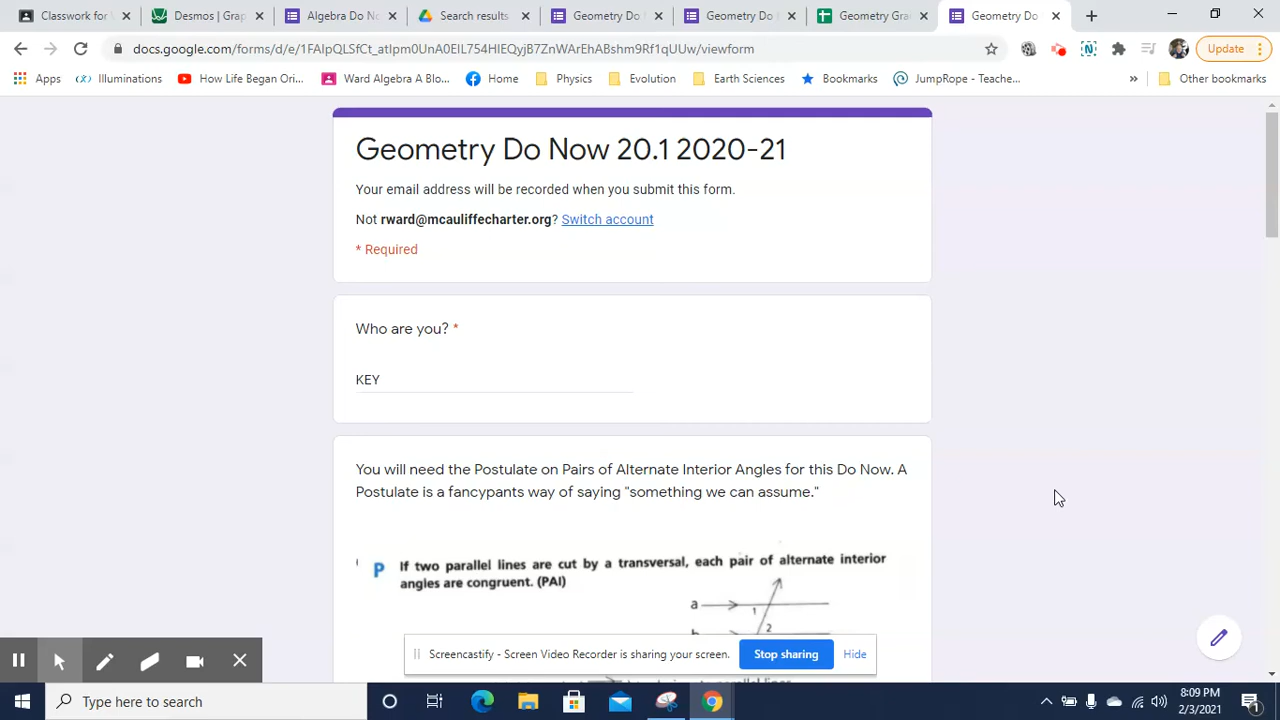 Classwork for
Desmos | Grap
Algebra Do No
Search results
Geometry Do
Geometry Do
Geometry Gra
Geometry Do
docs.google.com/forms/d/e/1FAIpQLSfCt_atIpm0UnA0EIL754HIEQyjB7ZnWArEhABshm9Rf1qUUw/viewform
Update
Apps
Illuminations
How Life Began Ori...
Ward Algebra A Blo...
Home
Physics
Evolution
Earth Sciences
Bookmarks
JumpRope - Teache...
»
Other bookmarks
Geometry Do Now 20.1 2020-21
Your email address will be recorded when you submit this form.
Not rward@mcauliffecharter.org? Switch account
* Required
Who are you? *
KEY
You will need the Postulate on Pairs of Alternate Interior Angles for this Do Now. A
Postulate is a fancypants way of saying "something we can assume."
P If two parallel lines are cut by a transversal, each pair of alternate interior
angles are congruent. (PAI)
a
1
2
Screencastify - Screen Video Recorder is sharing your screen.
Stop sharing
Hide
Type here to search
8:09 PM
2/3/2021
1